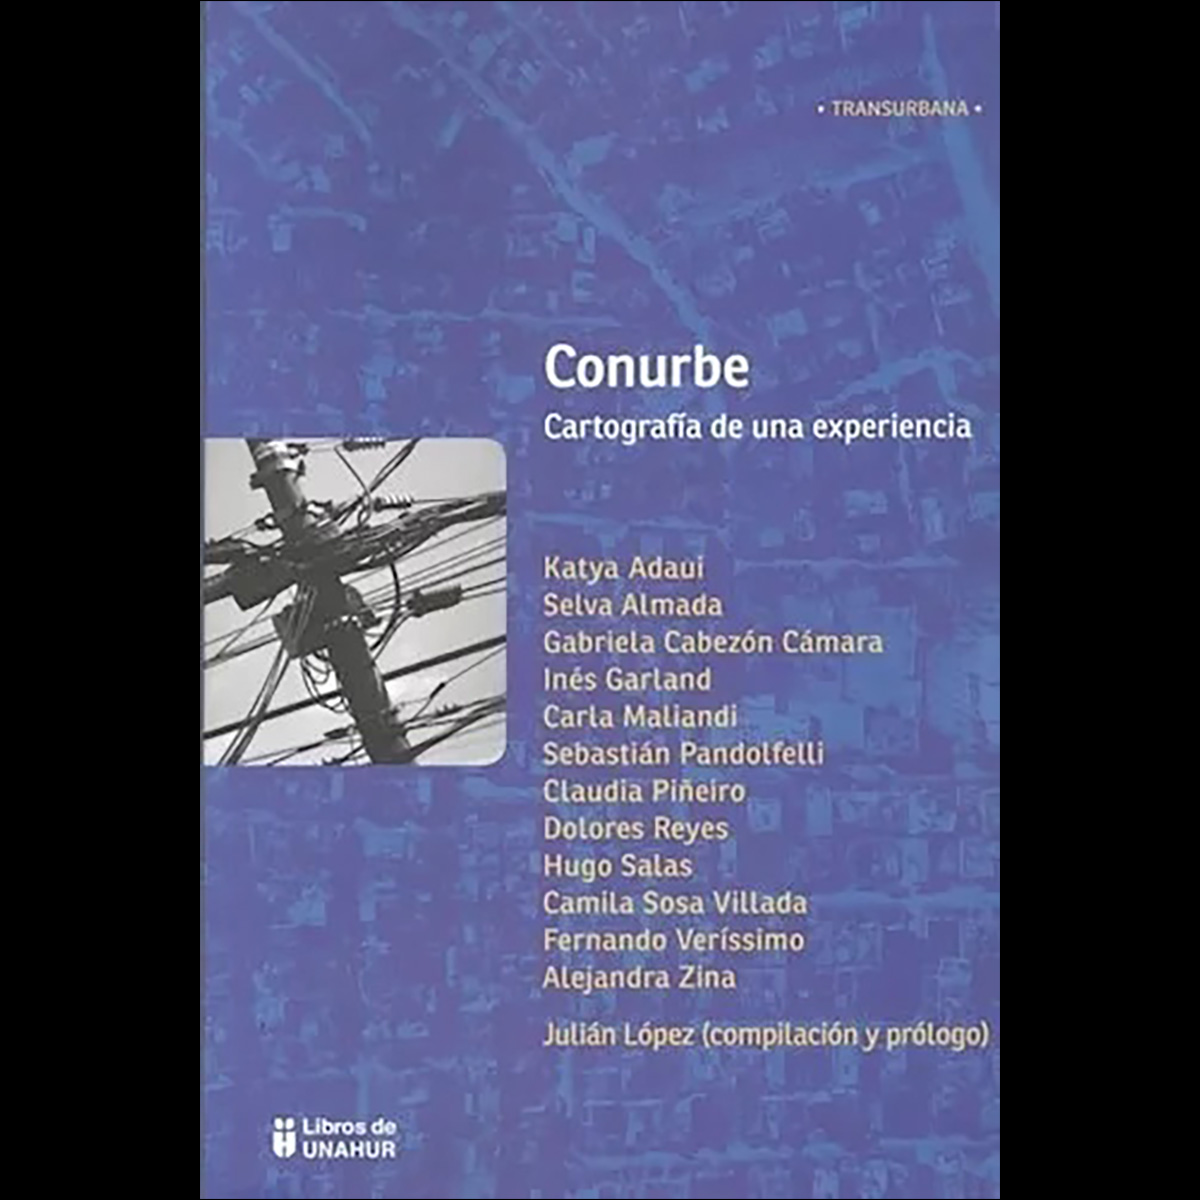 • TRANSURBANA •
Conurbe
Cartografía de una experiencia
Katya Adaui
Selva Almada
Gabriela Cabezón Cámara
Inés Garland
Carla Maliandi
Sebastián Pandolfelli
Claudia Piñeiro
Dolores Reyes
Hugo Salas
Camila Sosa Villada
Fernando Veríssimo
Alejandra Zina
Julián López (compilación y prólogo)
Libros de
UNAHUR